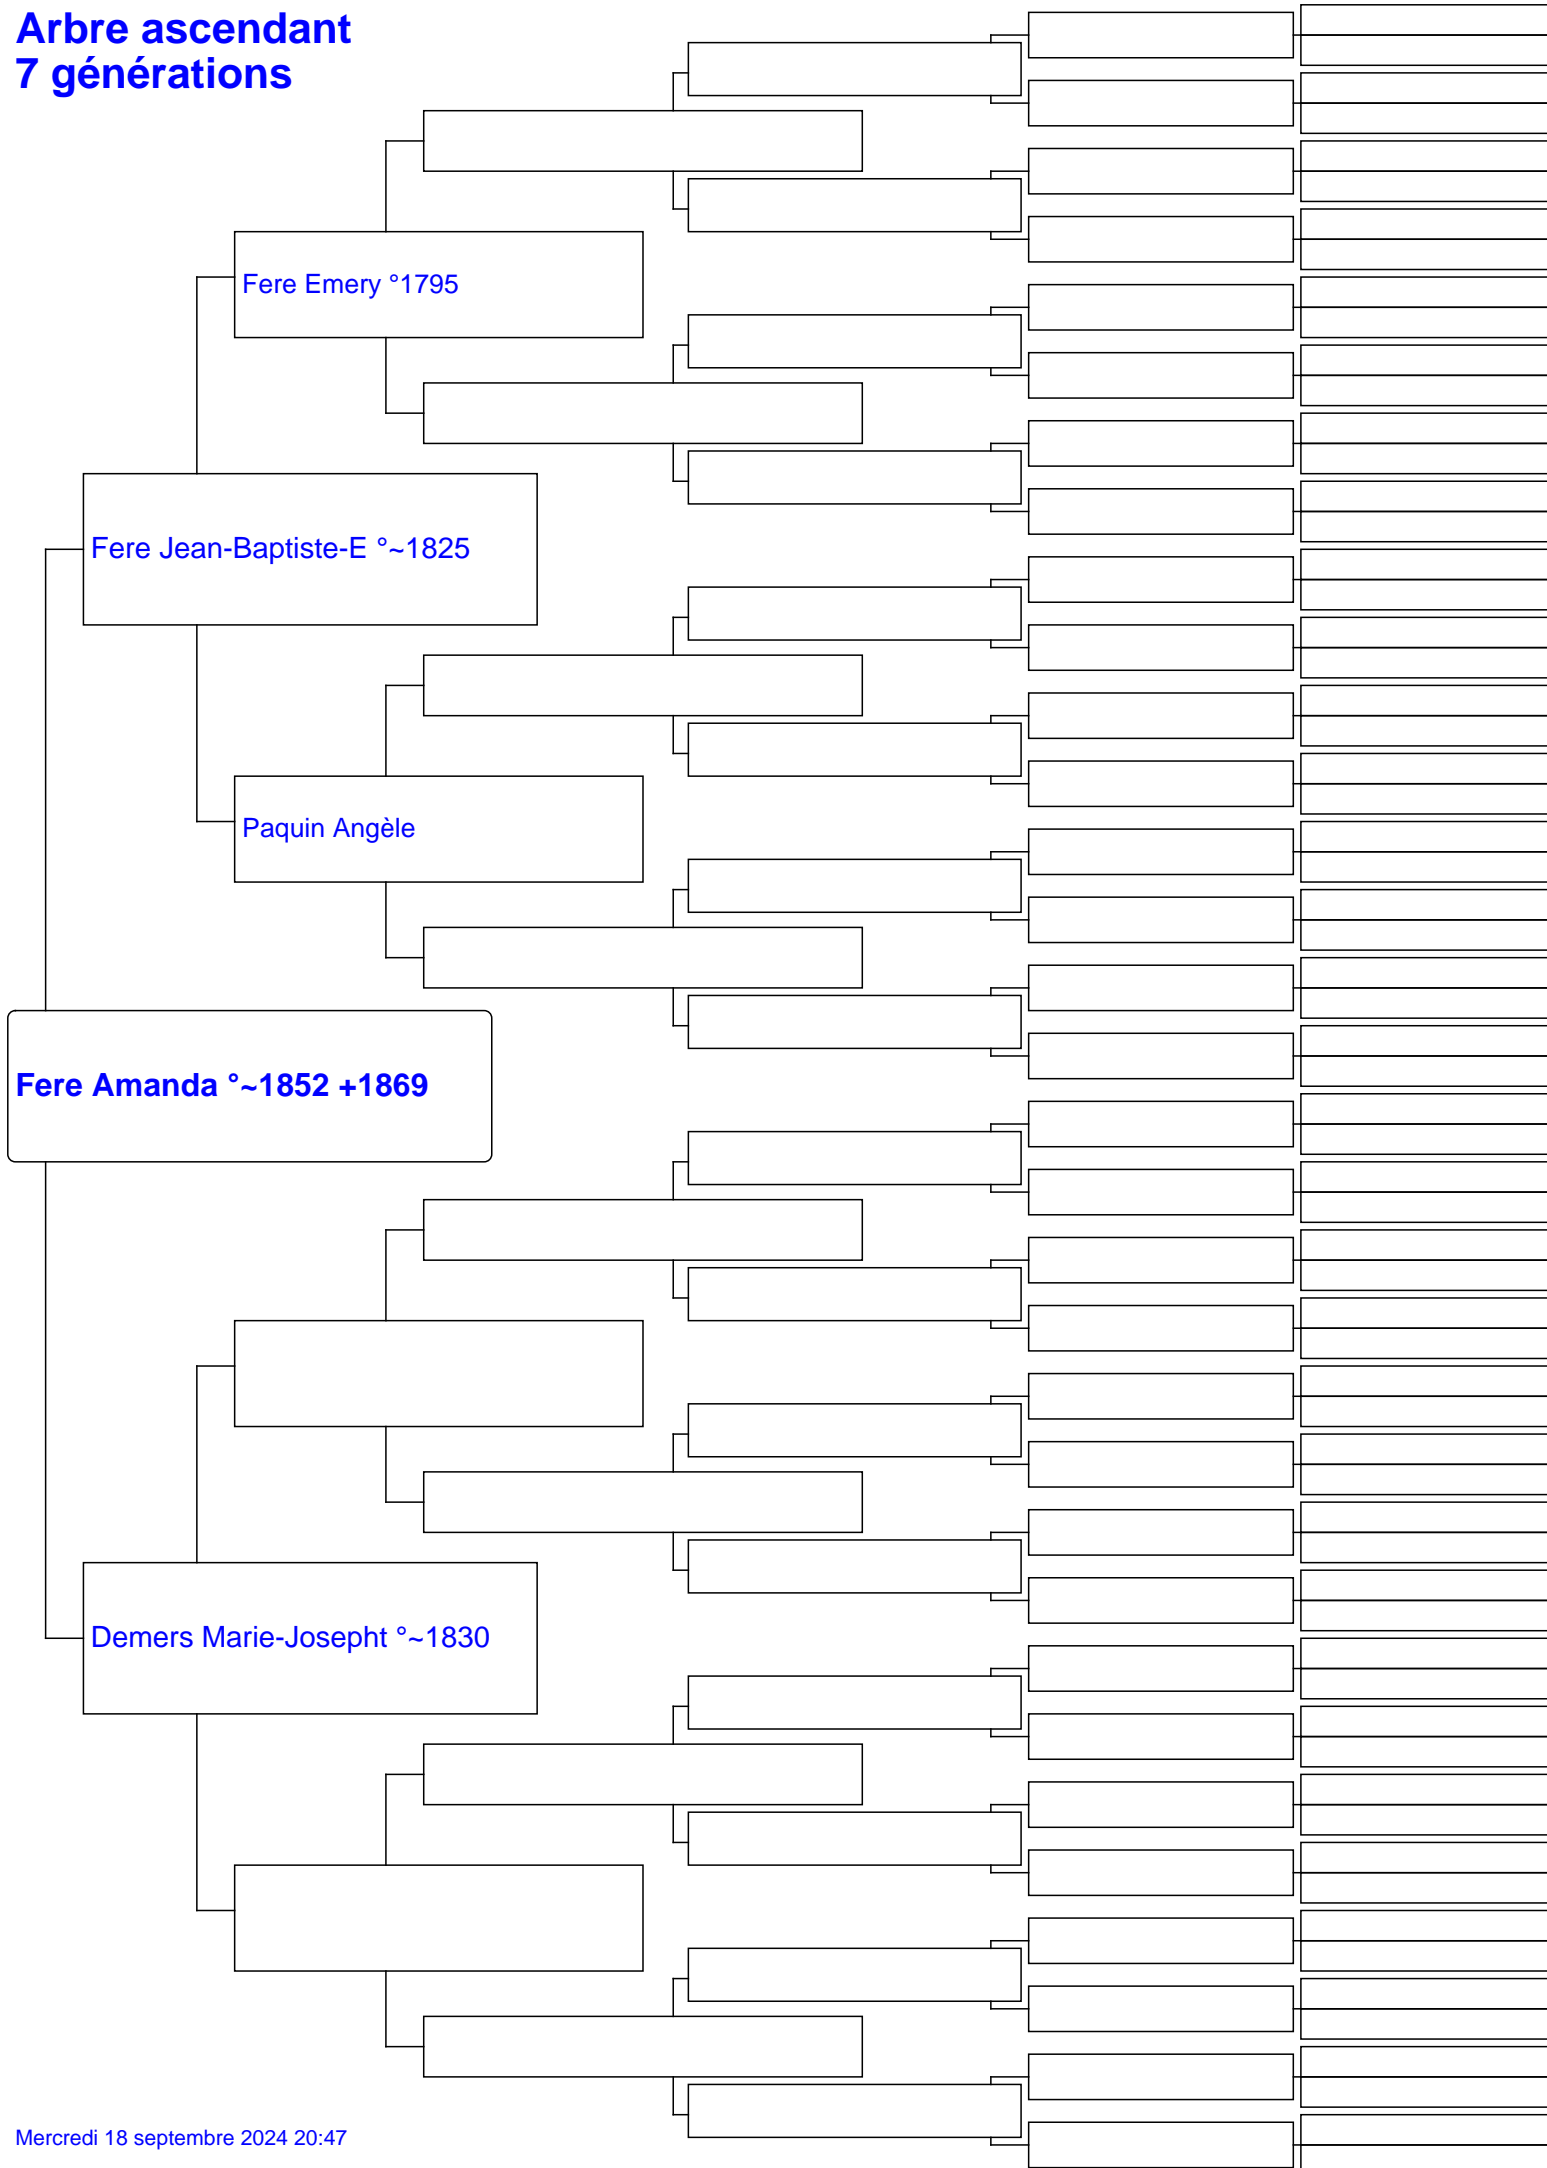 Arbre ascendant
7 générations
Fere Emery °1795
Fere Jean-Baptiste-E °~1825
Paquin Angèle
Fere Amanda °~1852 +1869
Demers Marie-Josepht °~1830
Mercredi 18 septembre 2024 20:47